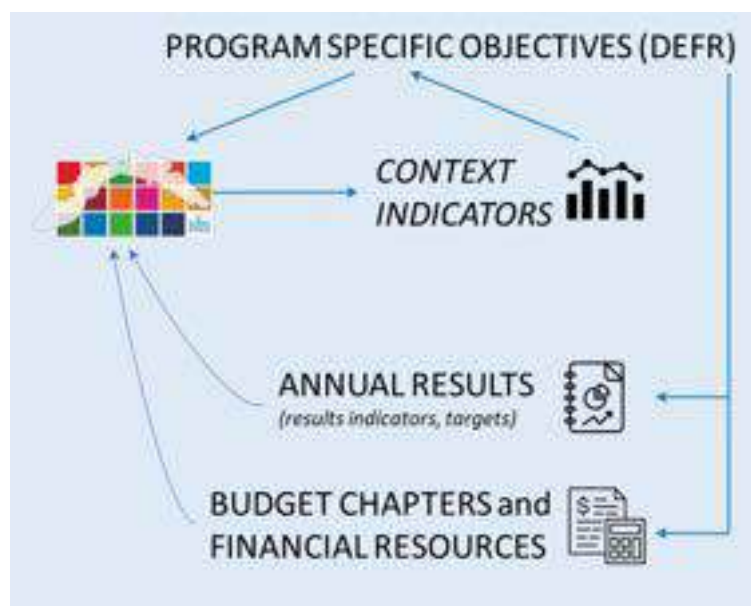 PROGRAM SPECIFIC OBJECTIVES (DEFR)
CONTEXT
INDICATORS
ANNUAL RESULTS
(results indicators, targets)
BUDGET CHAPTERS and
FINANCIAL RESOURCES
$